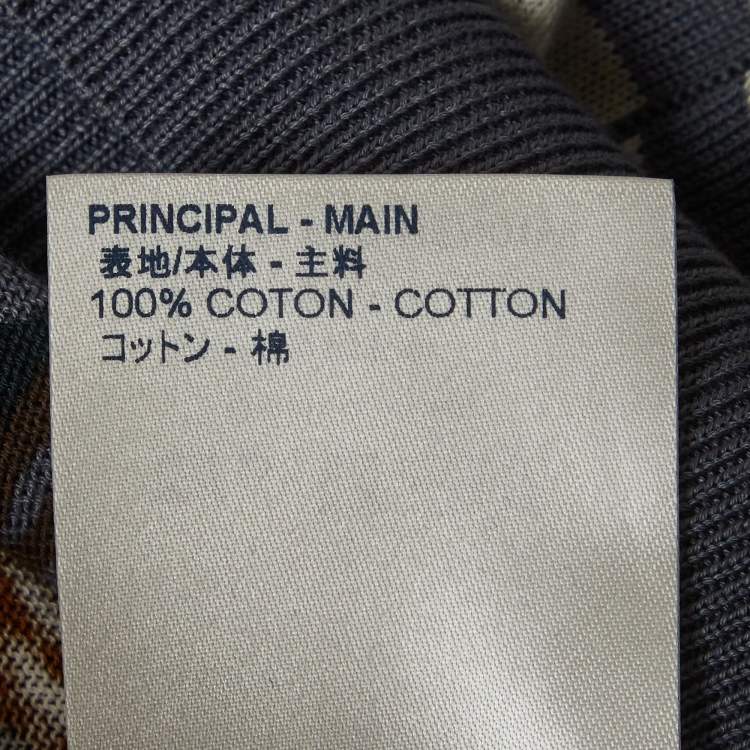 PRINCIPAL - MAIN
表地/本体 - 主料
100% COTON - COTTON
コットン - 棉